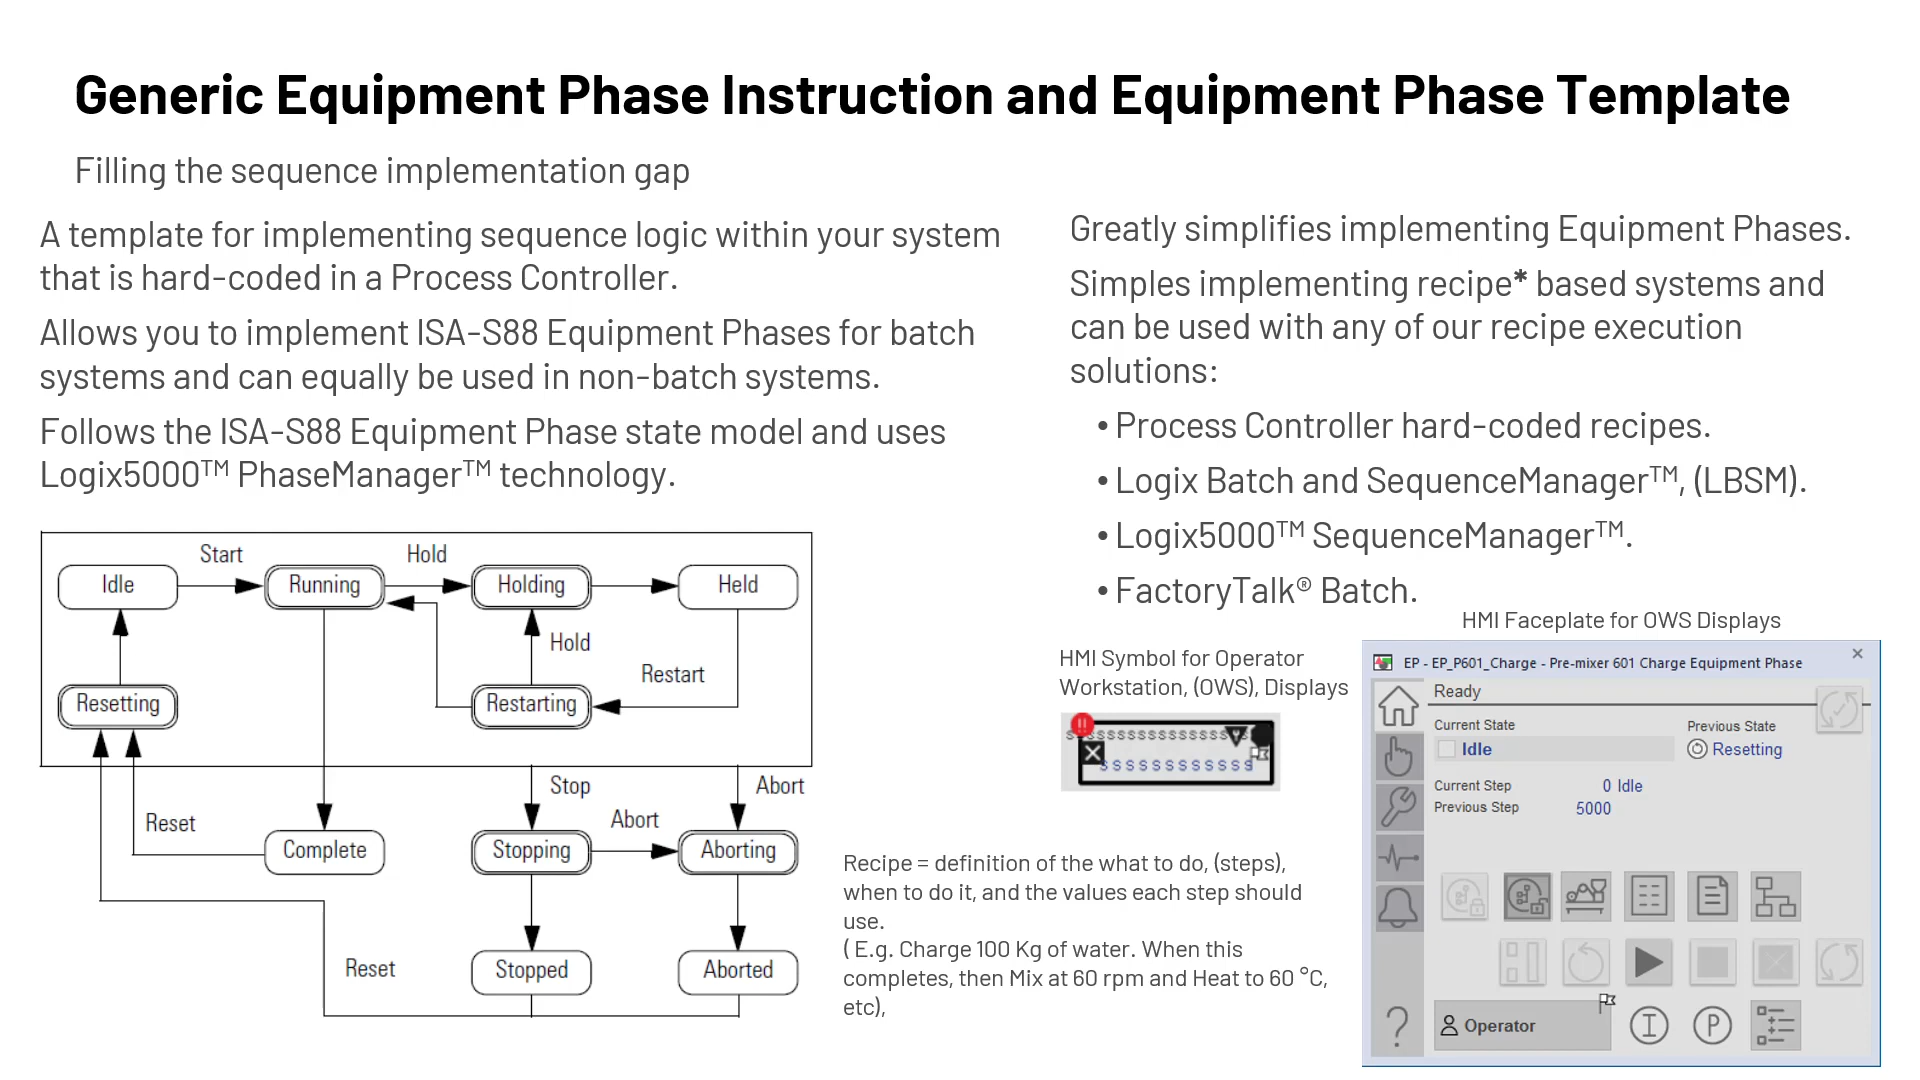 Generic Equipment Phase Instruction and Equipment Phase Template
Filling the sequence implementation gap
A template for implementing sequence logic within your system
that is hard-coded in a Process Controller.
Allows you to implement ISA-S88 Equipment Phases for batch
systems and can equally be used in non-batch systems.
Follows the ISA-S88 Equipment Phase state model and uses
Logix5000™ PhaseManager™ technology.
Greatly simplifies implementing Equipment Phases.
Simples implementing recipe* based systems and
can be used with any of our recipe execution
solutions:
• Process Controller hard-coded recipes.
• Logix Batch and SequenceManager™, (LBSM).
• Logix5000™ SequenceManager™.
• FactoryTalk® Batch.
Idle
Start
Running
Hold
Holding
Held
Hold
Restart
Resetting
Restarting
Stop
Abort
Reset
Abort
Complete
Stopping
Aborting
Reset
Stopped
Aborted
HMI Symbol for Operator
Workstation, (OWS), Displays
SSSSSSSSSSSSSS
SSSSSSSSSSSS
Recipe = definition of the what to do, (steps),
when to do it, and the values each step should
use.
( E.g. Charge 100 Kg of water. When this
completes, then Mix at 60 rpm and Heat to 60 °C,
etc),
HMI Faceplate for OWS Displays
EP - EP_P601_Charge - Pre-mixer 601 Charge Equipment Phase
Ready
Current State
Previous State
Idle
Resetting
Current Step
0 Idle
Previous Step
5000
?
Operator
I
P